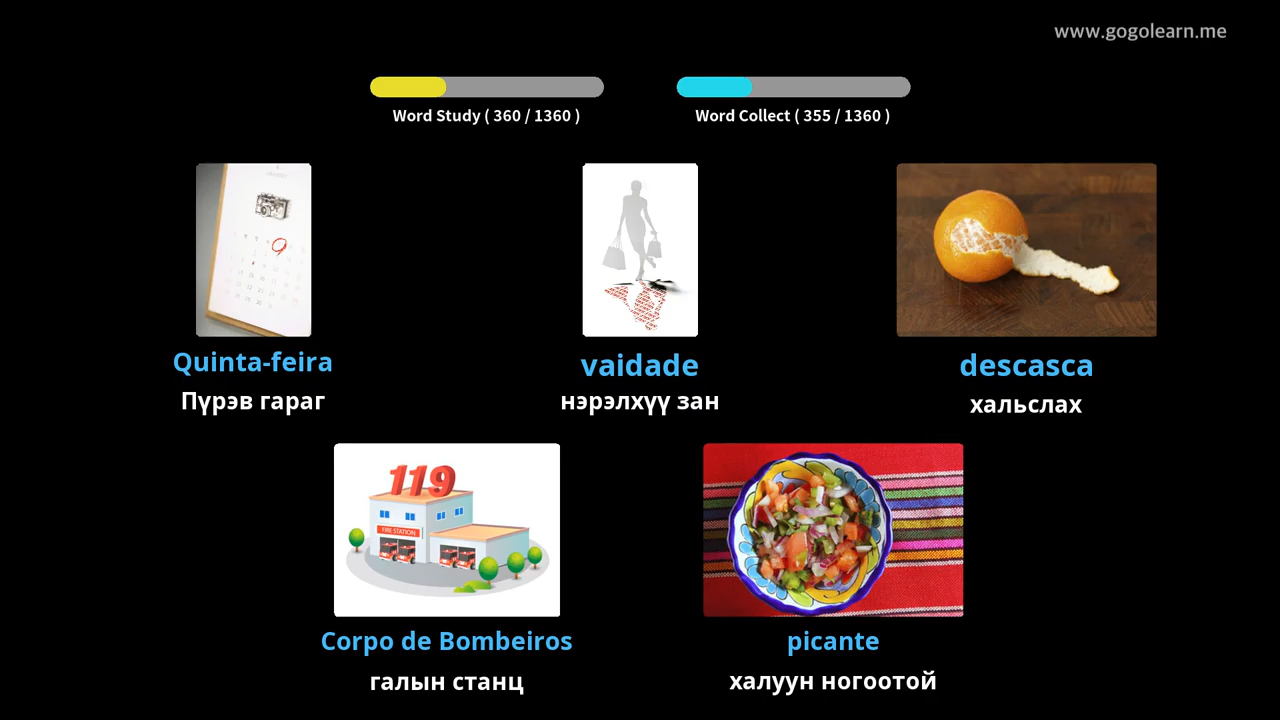 www.gogolearn.me
Word Study ( 360 / 1360 )
Word Collect ( 355 / 1360 )
Quinta-feira
Пүрэв гараг
vaidade
нэрэлхүү зан
descasca
хальслах
119
FIRE STATION
Corpo de Bombeiros
галын станц
picante
халуун ногоотой